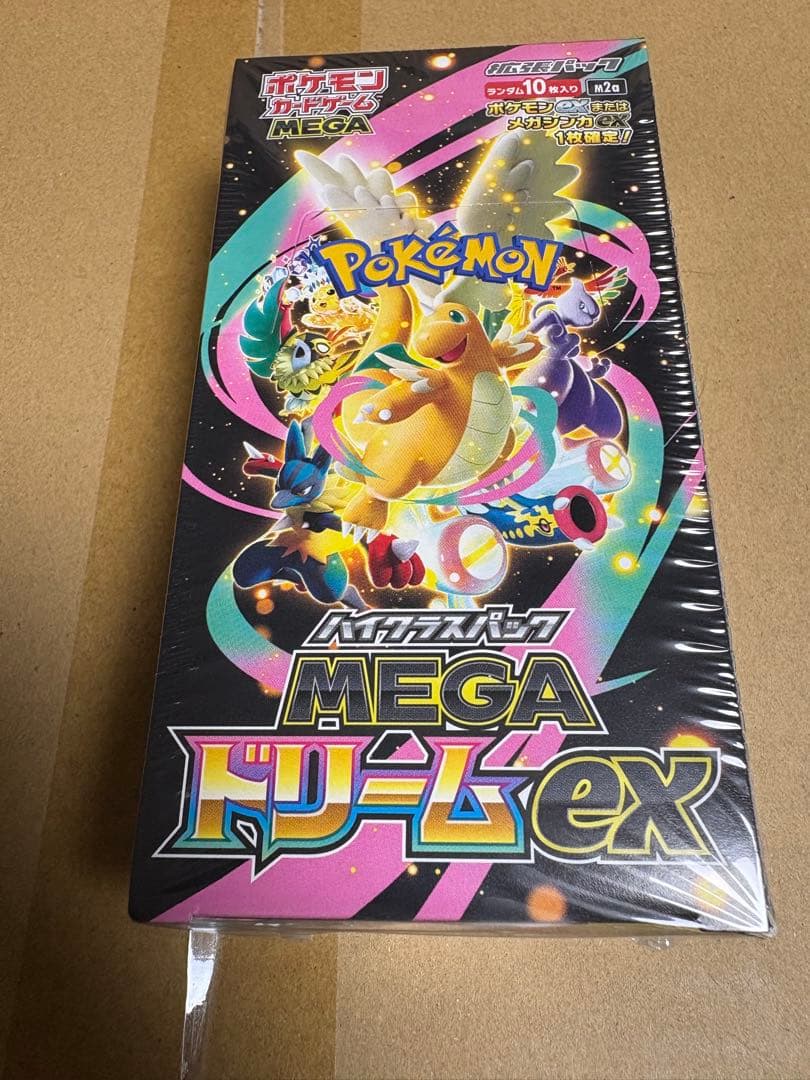 ポケモン
カードゲーム
MEGA
拡張パック
ランダム10枚入り
M2a
ポケモンexまたは
メガシンカex
1枚確定!
POKéMON
TM
ハイクラスパック
MEGA
ドリームex